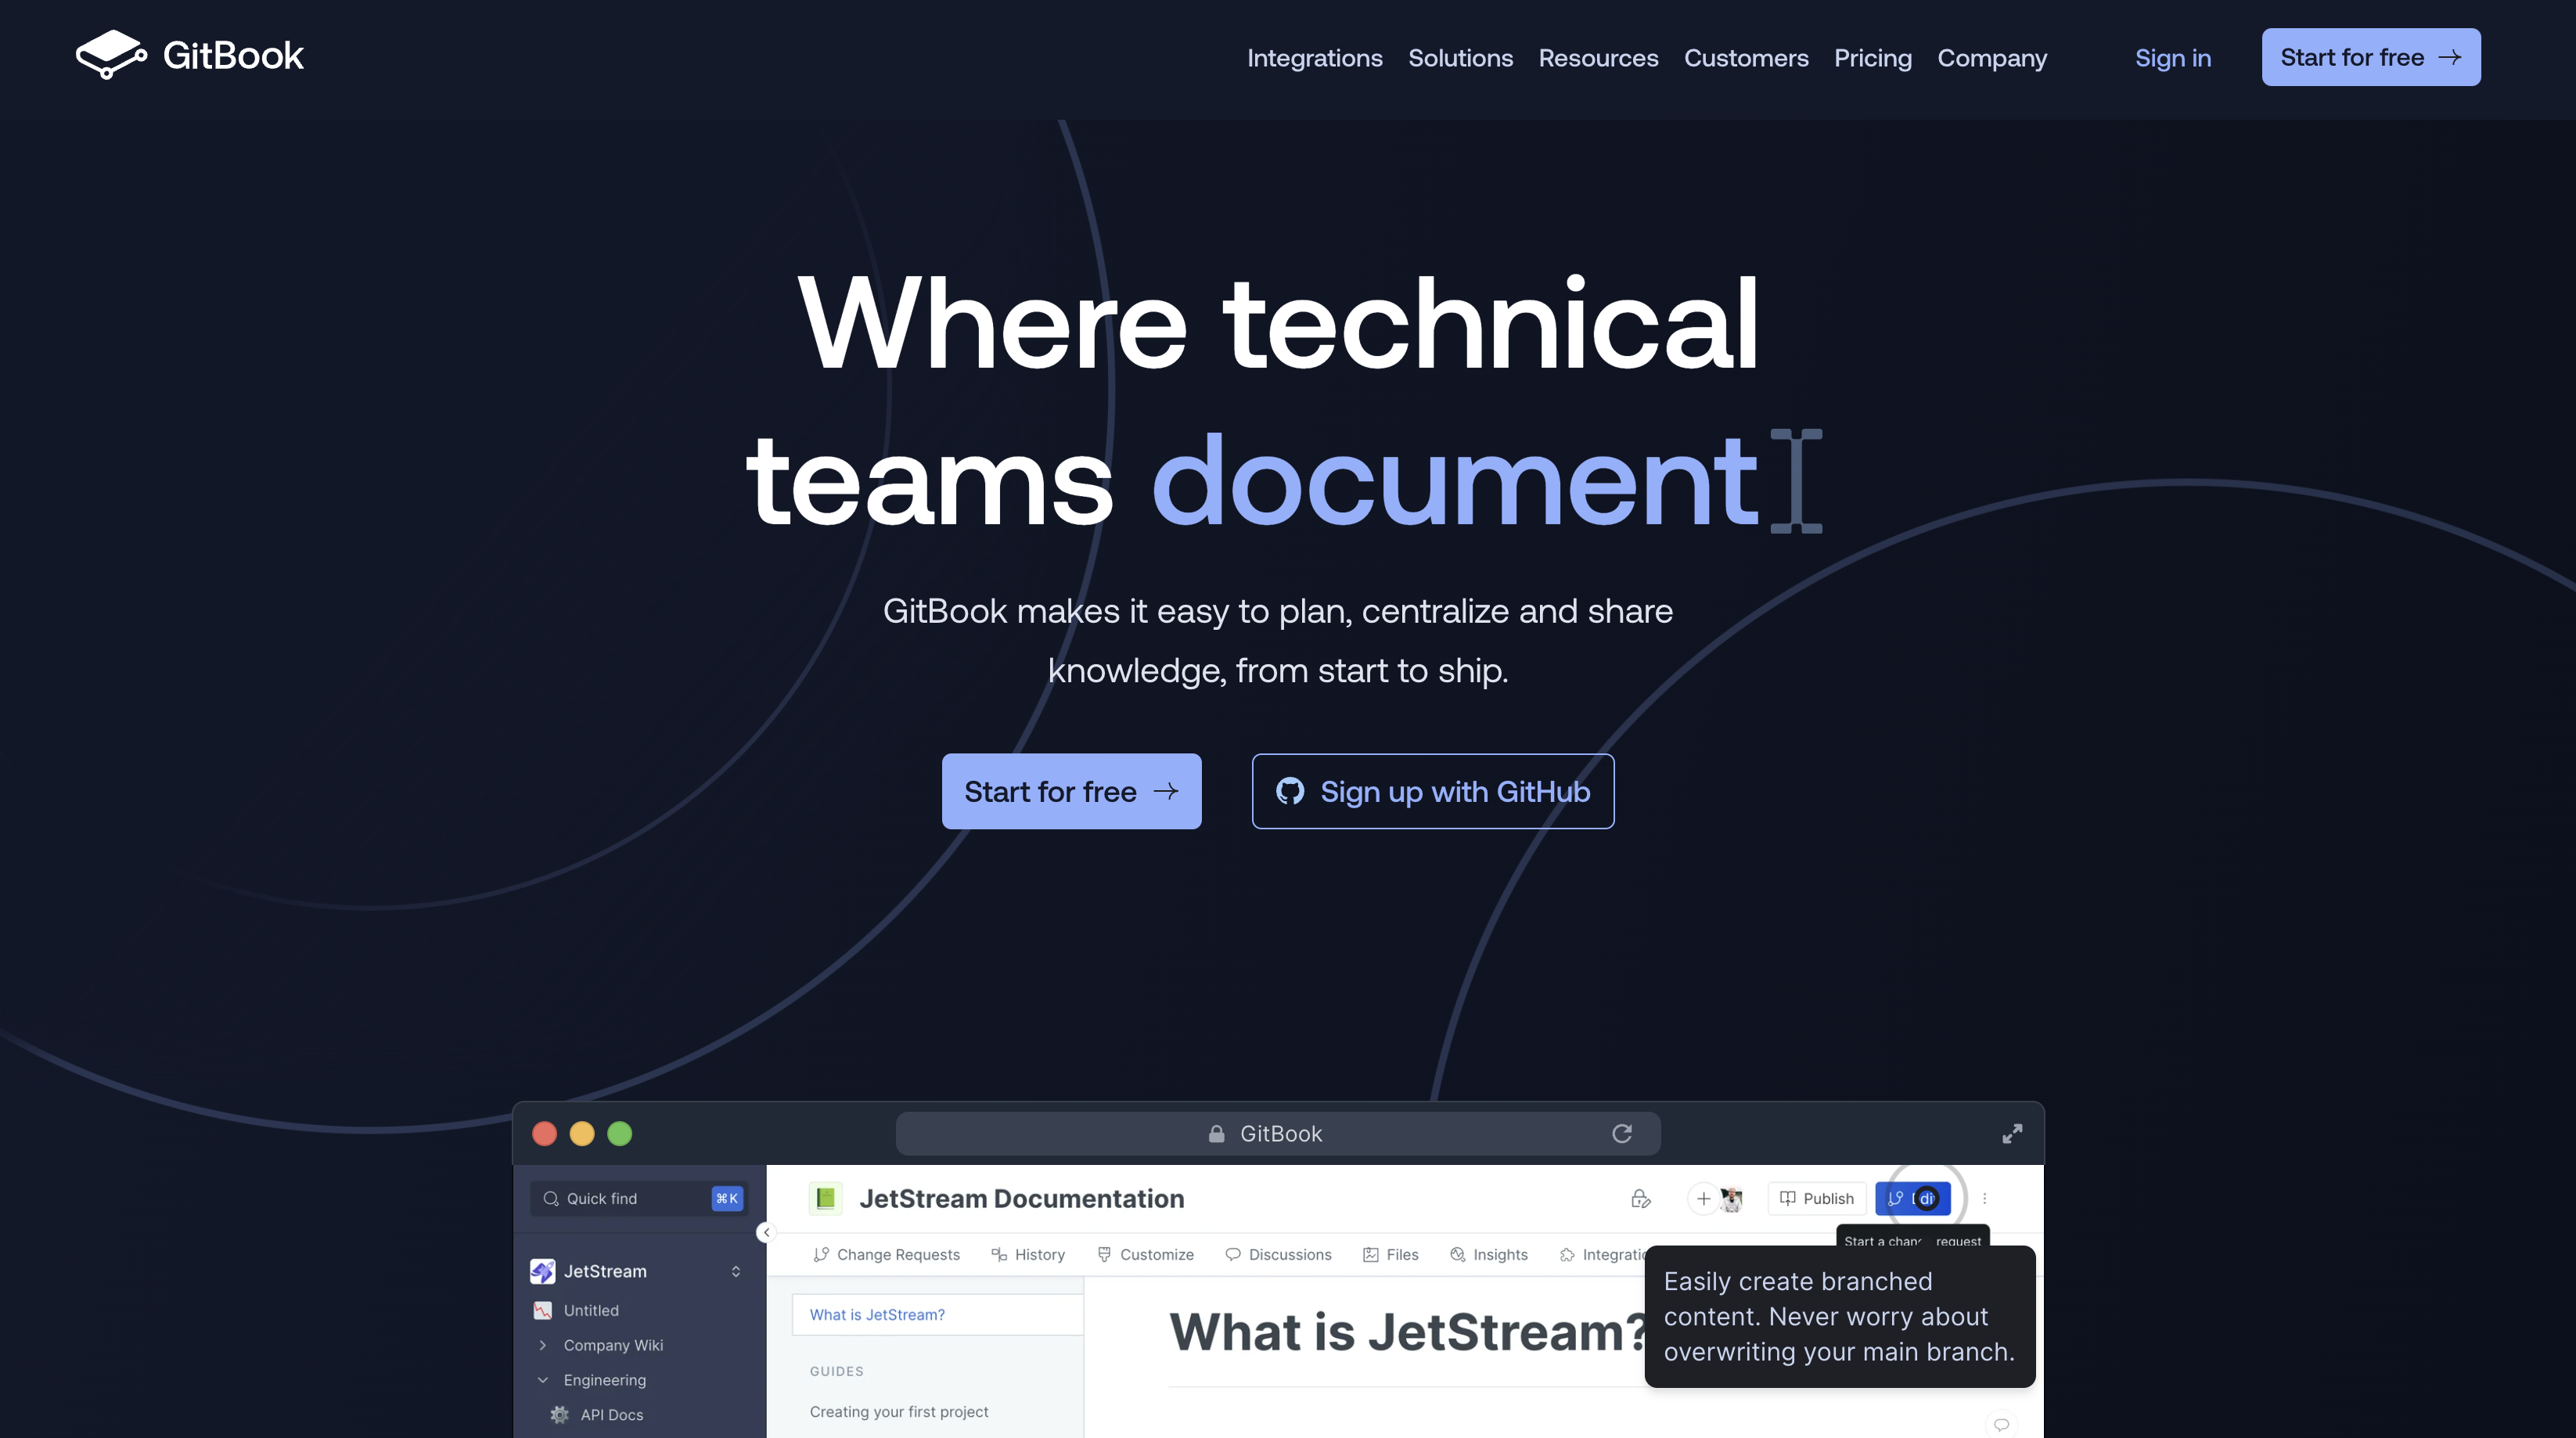 GitBook
Integrations Solutions Resources Customers Pricing Company Sign in Start for free →
Where technical
teams document
GitBook makes it easy to plan, centralize and share
knowledge, from start to ship.
Start for free → Sign up with GitHub
GitBook
Quick find ⌘K
JetStream Documentation
Publish
JetStream
Untitled
Company Wiki
Engineering
API Docs
Change Requests History Customize Discussions Files Insights
Start a request
Easily create branched
content. Never worry about
overwriting your main branch.
What is JetStream?
GUIDES
Creating your first project
What is JetStream?